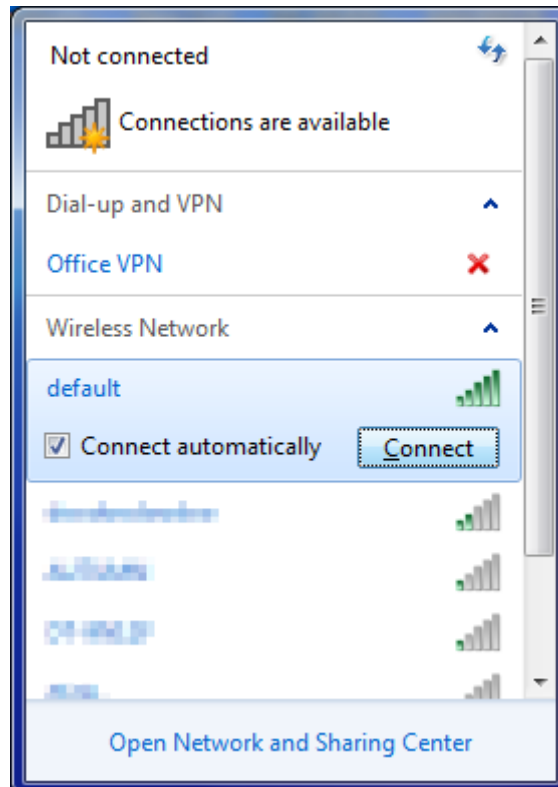 Not connected
Connections are available
Dial-up and VPN
Office VPN
Wireless Network
default
Connect automatically Connect
Open Network and Sharing Center